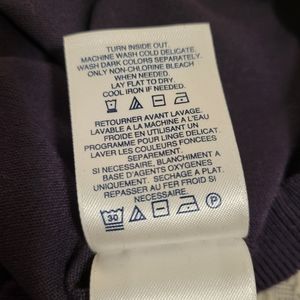 TURN INSIDE OUT.
MACHINE WASH COLD DELICATE.
WASH DARK COLORS SEPARATELY.
ONLY NON-CHLORINE BLEACH
WHEN NEEDED.
LAY FLAT TO DRY.
COOL IRON IF NEEDED.
RETOURNER AVANT LAVAGE.
LAVABLE A LA MACHINE A L'EAU
FROIDE EN UTILISANT UN
PROGRAMME POUR LINGE DELICAT.
LAVER LES COULEURS FONCEES
SEPAREMENT.
SI NECESSAIRE, BLANCHIMENT A
BASE D'AGENTS OXYGENES
UNIQUEMENT. SECHAGE A PLAT.
REPASSER AU FER FROID SI
NECESSAIRE.
30 P